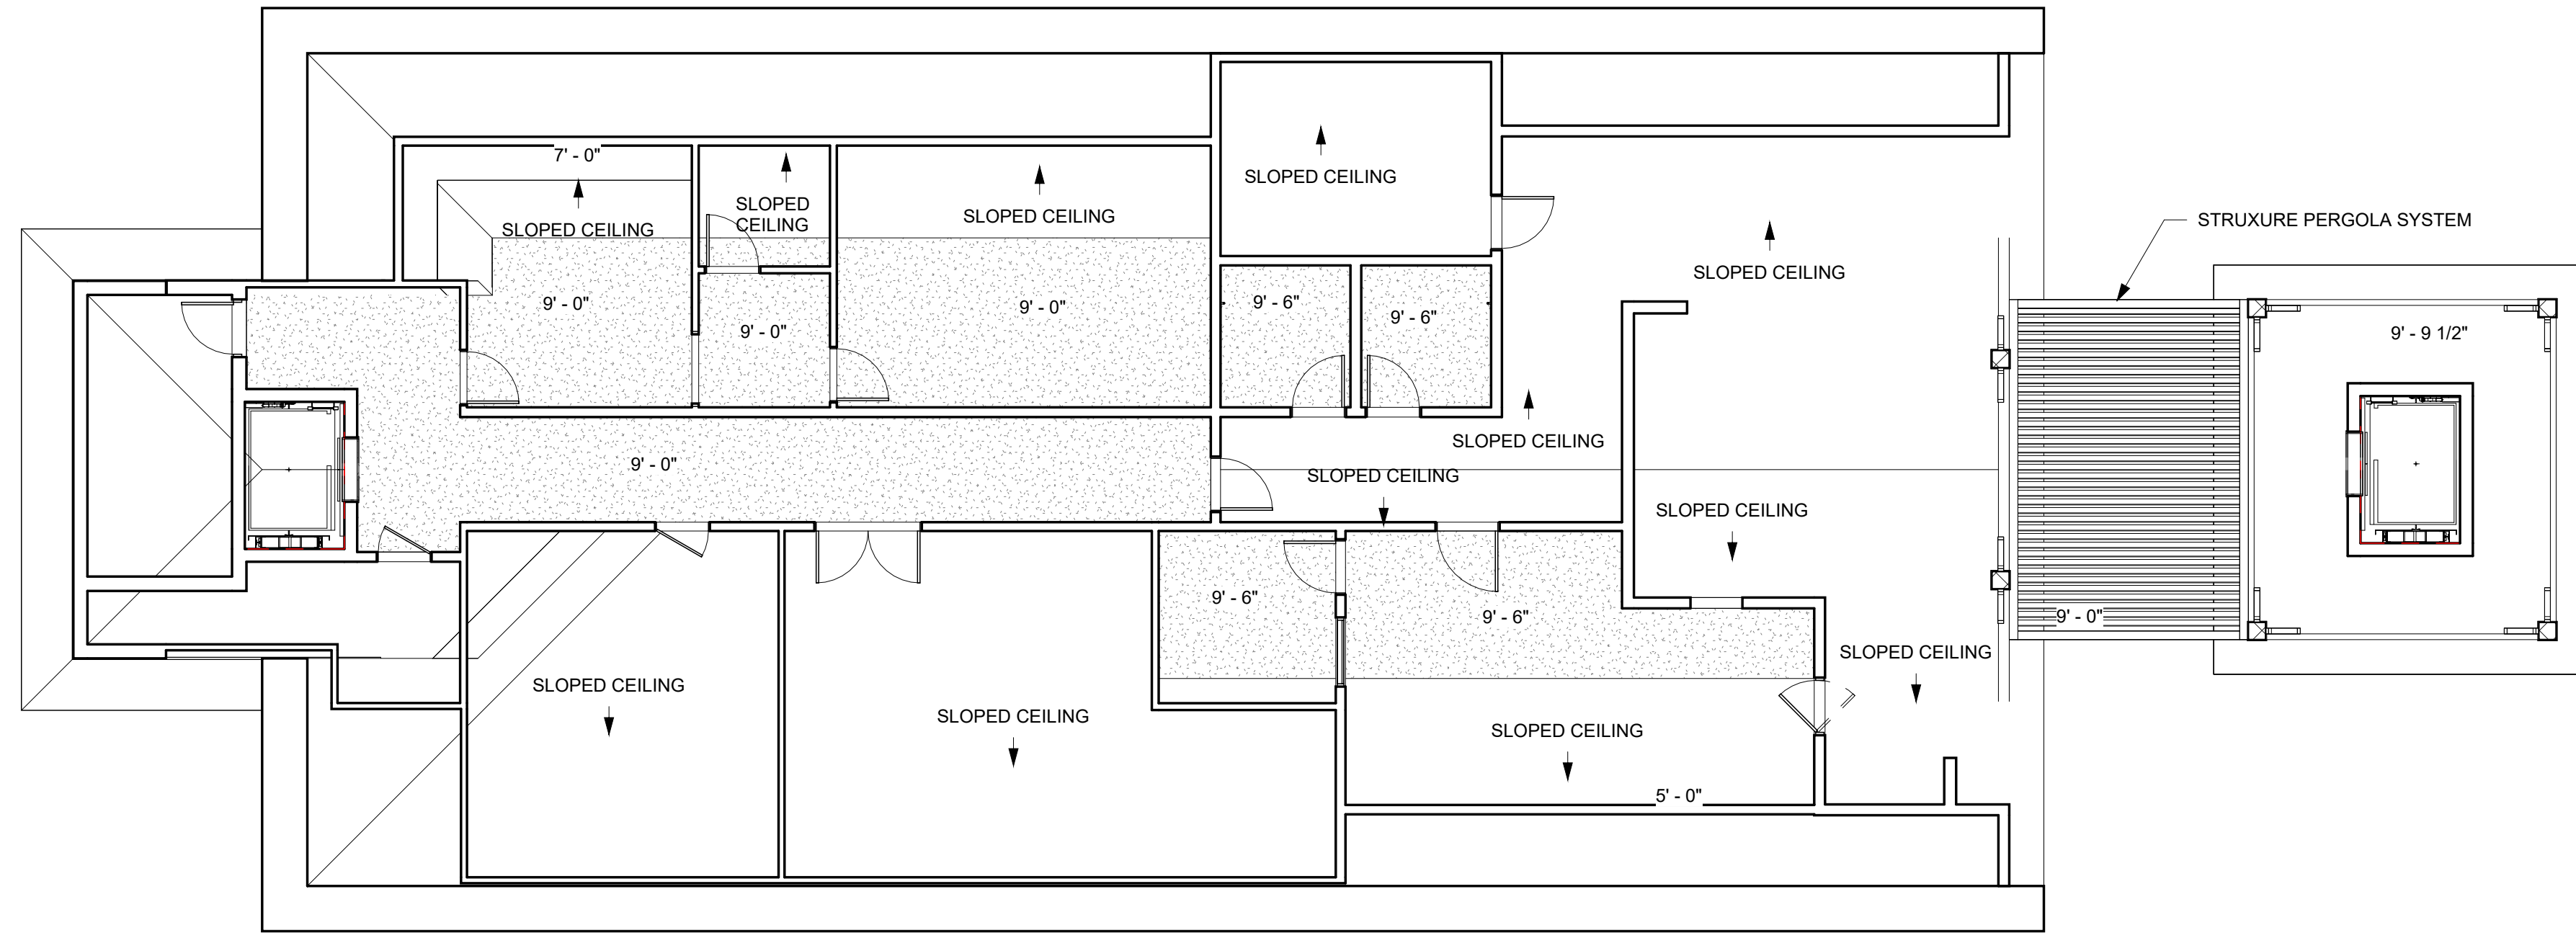 7' - 0"
SLOPED CEILING
SLOPED
CEILING
SLOPED CEILING
SLOPED CEILING
SLOPED CEILING
STRUXURE PERGOLA SYSTEM
9' - 0"
9' - 0"
9' - 0"
9' - 6"
9' - 6"
9' - 9 1/2"
9' - 0"
SLOPED CEILING
SLOPED CEILING
SLOPED CEILING
9' - 6"
9' - 6"
9' - 0"
SLOPED CEILING
SLOPED CEILING
SLOPED CEILING
SLOPED CEILING
5' - 0"